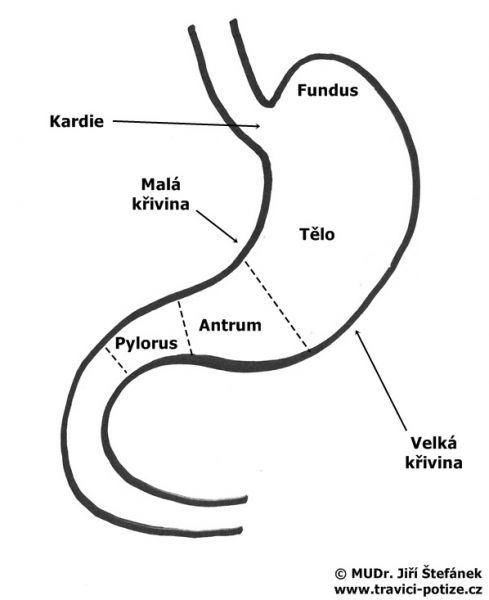 Fundus
Kardie
Malá
křivina
Tělo
Antrum
Pylorus
Velká
křivina
© MUDr. Jiří Štefánek
www.travici-potize.cz